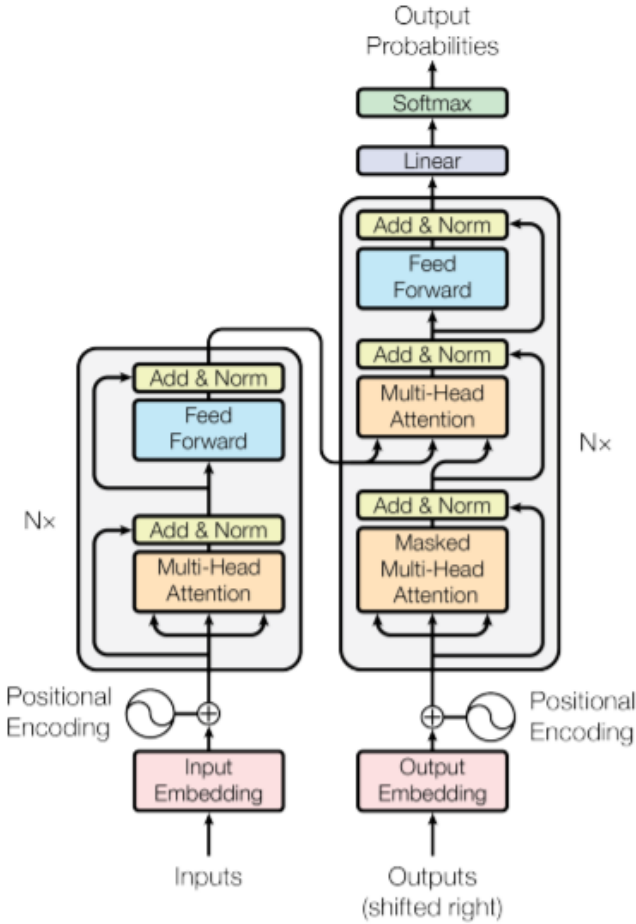 Output
Probabilities
Softmax
Linear
Add & Norm
Feed
Forward
Add & Norm
Multi-Head
Attention
Add & Norm
Masked
Multi-Head
Attention
N×
Positional
Encoding
Output
Embedding
Outputs
(shifted right)
Add & Norm
Feed
Forward
Add & Norm
Multi-Head
Attention
N×
Positional
Encoding
Input
Embedding
Inputs